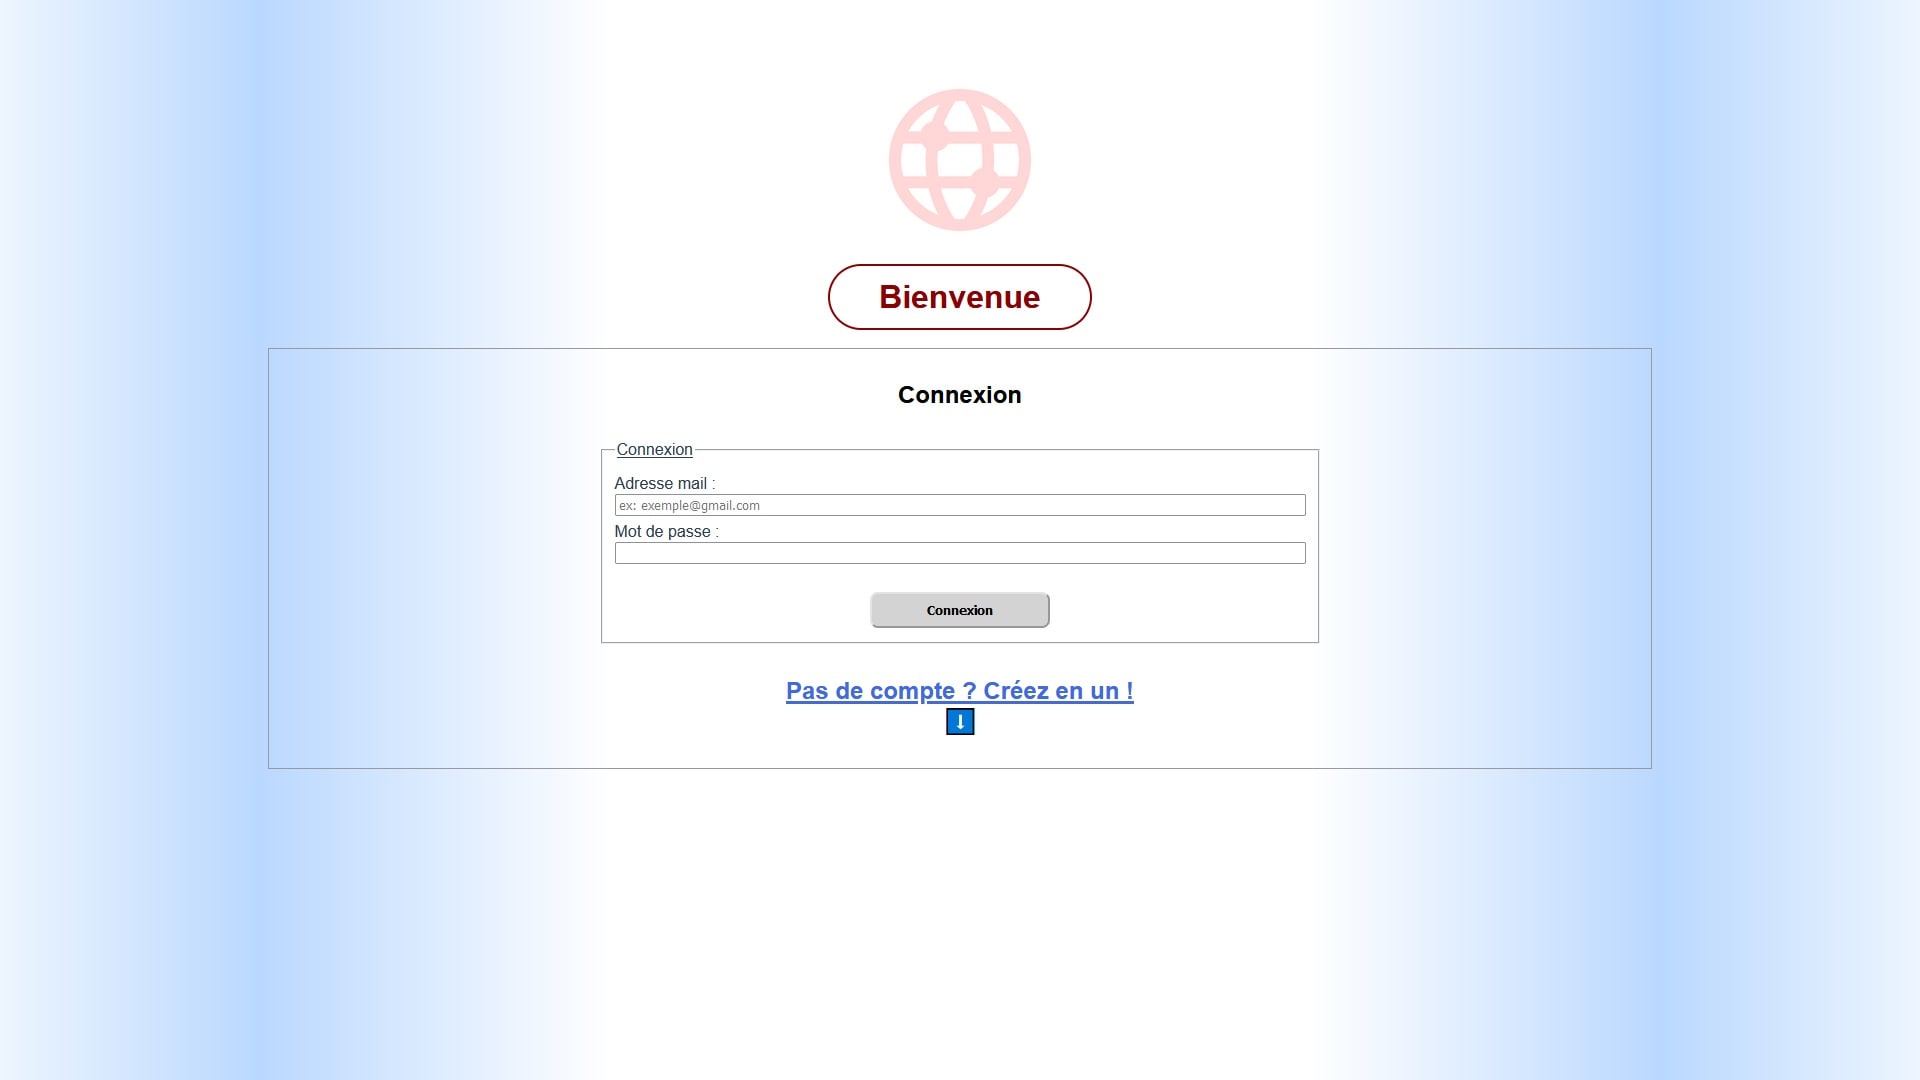 Bienvenue
Connexion
Connexion
Adresse mail :
ex: exemple@gmail.com
Mot de passe :
Connexion
Pas de compte ? Créez en un !